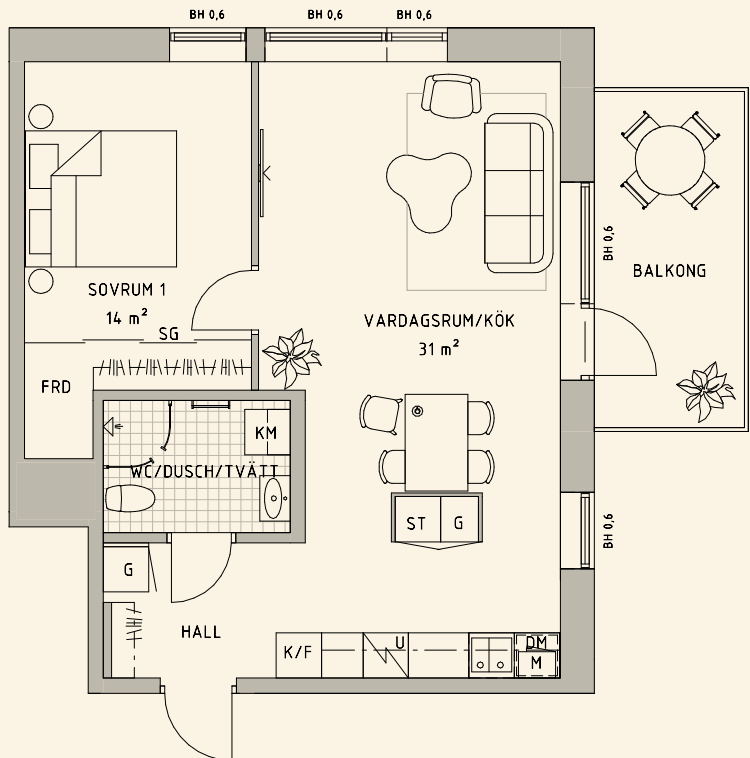 BH 0,6
BH 0,6
BH 0,6
BH 0,6
BALKONG
SOVRUM 1
14 m²
SG
VARDAGSRUM/KÖK
31 m²
FRD
KM
WC/DUSCH/TVÄTT
ST
G
BH 0,6
G
HALL
K/F
U
DM
M